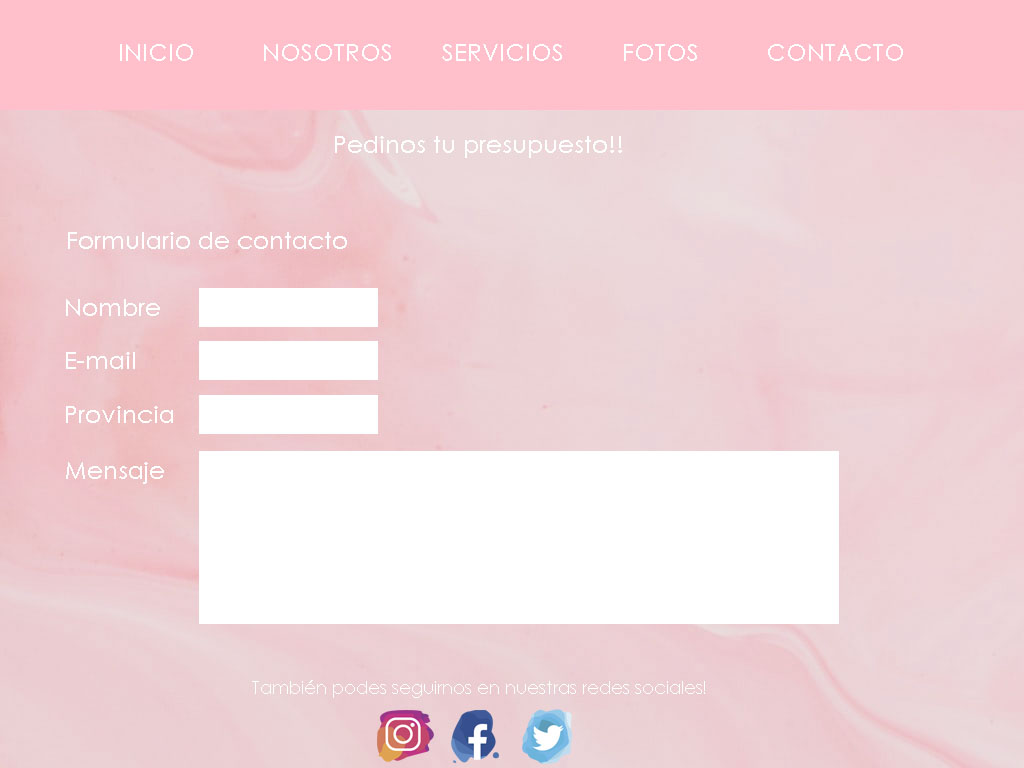 INICIO NOSOTROS SERVICIOS FOTOS CONTACTO
Pedinos tu presupuesto!!
Formulario de contacto
Nombre
E-mail
Provincia
Mensaje
También podes seguirnos en nuestras redes sociales!